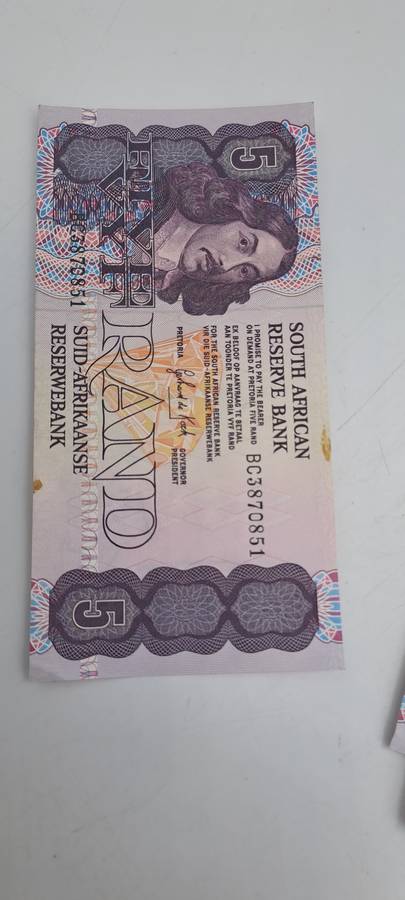 5
SOUTH AFRICAN
RESERVE BANK
I PROMISE TO PAY THE BEARER
ON DEMAND AT PRETORIA FIVE RAND
EK BELOOF OP AANVRAAG TE BETAAL
AAN TOONDER TE PRETORIA VYF RAND
BC3870851
FOR THE SOUTH AFRICAN RESERVE BANK
VIR DIE SUID-AFRIKAANSE RESERWEBANK
PRETORIA
GOVERNOR
PRESIDENT
FIVE
VYF
RAND
BC3870851
SUID-AFRIKAANSE
RESERWEBANK
5